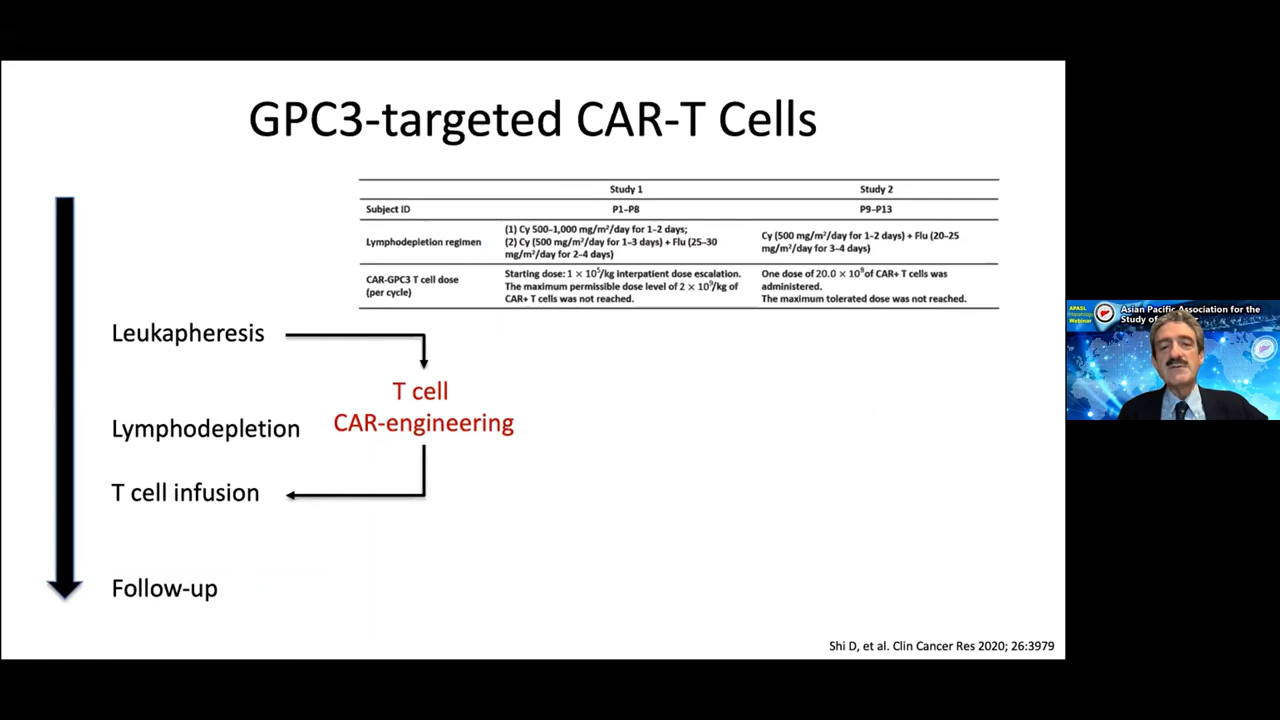 GPC3-targeted CAR-T Cells
Study 1 Study 2
Subject ID P1–P8 P9–P13
Lymphodepletion regimen
(1) Cy 500–1,000 mg/m²/day for 1–2 days;
(2) Cy (500 mg/m²/day for 1–3 days) + Flu (25–30
mg/m²/day for 2–4 days)
Cy (500 mg/m²/day for 1–2 days) + Flu (20–25
mg/m²/day for 3–4 days)
CAR-GPC3 T cell dose
(per cycle)
Starting dose: 1 × 10⁵/kg interpatient dose escalation.
The maximum permissible dose level of 2 × 10⁹/kg of
CAR+ T cells was not reached.
One dose of 20.0 × 10⁸ of CAR+ T cells was
administered.
The maximum tolerated dose was not reached.
Leukapheresis
T cell
CAR-engineering
Lymphodepletion
T cell infusion
Follow-up
Shi D, et al. Clin Cancer Res 2020; 26:3979
APASL
Hepatology
Webinar
Asian Pacific Association for the
Study of